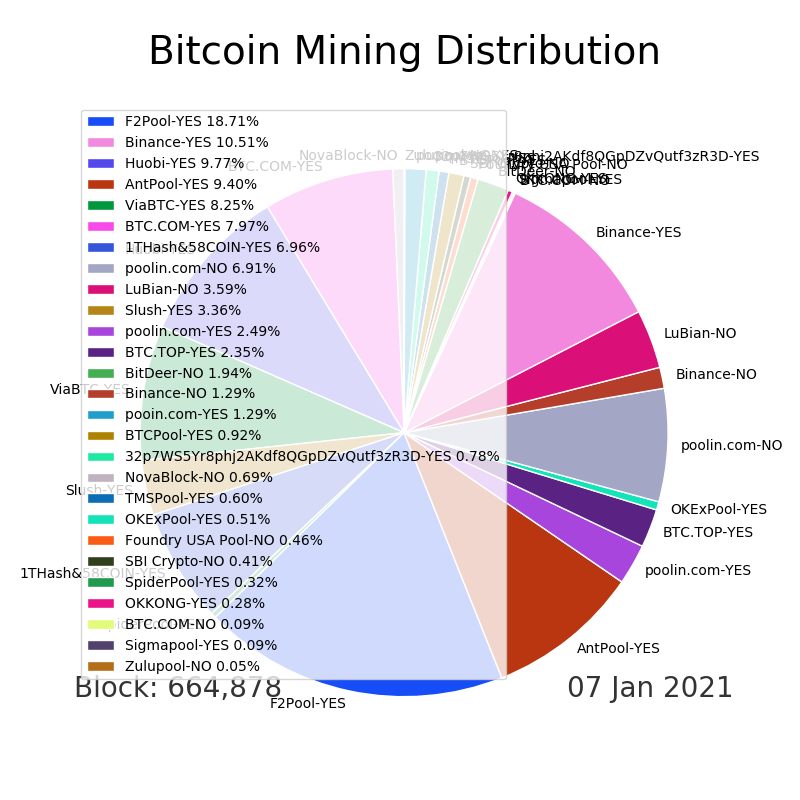 Bitcoin Mining Distribution
F2Pool-YES 18.71%
Binance-YES 10.51%
Huobi-YES 9.77%
AntPool-YES 9.40%
ViaBTC-YES 8.25%
BTC.COM-YES 7.97%
1THash&58COIN-YES 6.96%
poolin.com-NO 6.91%
LuBian-NO 3.59%
Slush-YES 3.36%
poolin.com-YES 2.49%
BTC.TOP-YES 2.35%
BitDeer-NO 1.94%
Binance-NO 1.29%
pooin.com-YES 1.29%
BTCPool-YES 0.92%
32p7WS5Yr8phj2AKdf8QGpDZvQutf3zR3D-YES 0.78%
NovaBlock-NO 0.69%
TMSPool-YES 0.60%
OKExPool-YES 0.51%
Foundry USA Pool-NO 0.46%
SBI Crypto-NO 0.41%
SpiderPool-YES 0.32%
OKKONG-YES 0.28%
BTC.COM-NO 0.09%
Sigmapool-YES 0.09%
Zulupool-NO 0.05%
NovaBlock-NO
BTC.COM-YES
ViaBTC-YES
Slush-YES
1THash&58COIN-YES
F2Pool-YES
Binance-YES
LuBian-NO
Binance-NO
poolin.com-NO
OKExPool-YES
BTC.TOP-YES
poolin.com-YES
AntPool-YES
Block: 664,878
07 Jan 2021